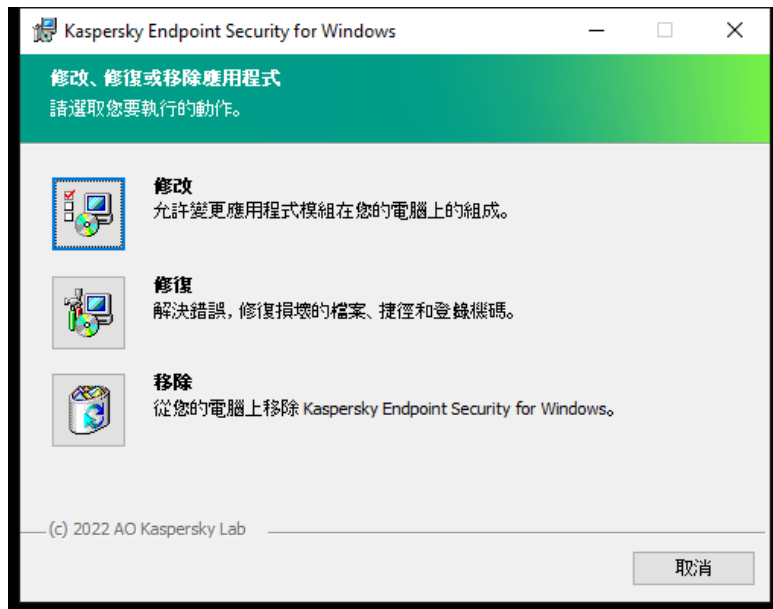 Kaspersky Endpoint Security for Windows
修改、修復或移除應用程式
請選取您要執行的動作。
修改
允許變更應用程式模組在您的電腦上的組成。
修復
解決錯誤，修復損壞的檔案、捷徑和登錄機碼。
移除
從您的電腦上移除 Kaspersky Endpoint Security for Windows。
(c) 2022 AO Kaspersky Lab
取消